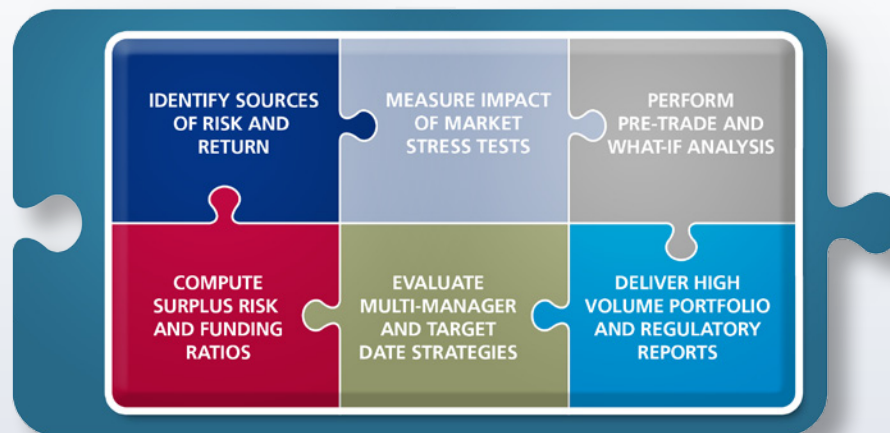 IDENTIFY SOURCES
OF RISK AND
RETURN
MEASURE IMPACT
OF MARKET
STRESS TESTS
PERFORM
PRE-TRADE AND
WHAT-IF ANALYSIS
COMPUTE
SURPLUS RISK
AND FUNDING
RATIOS
EVALUATE
MULTI-MANAGER
AND TARGET
DATE STRATEGIES
DELIVER HIGH
VOLUME PORTFOLIO
AND REGULATORY
REPORTS